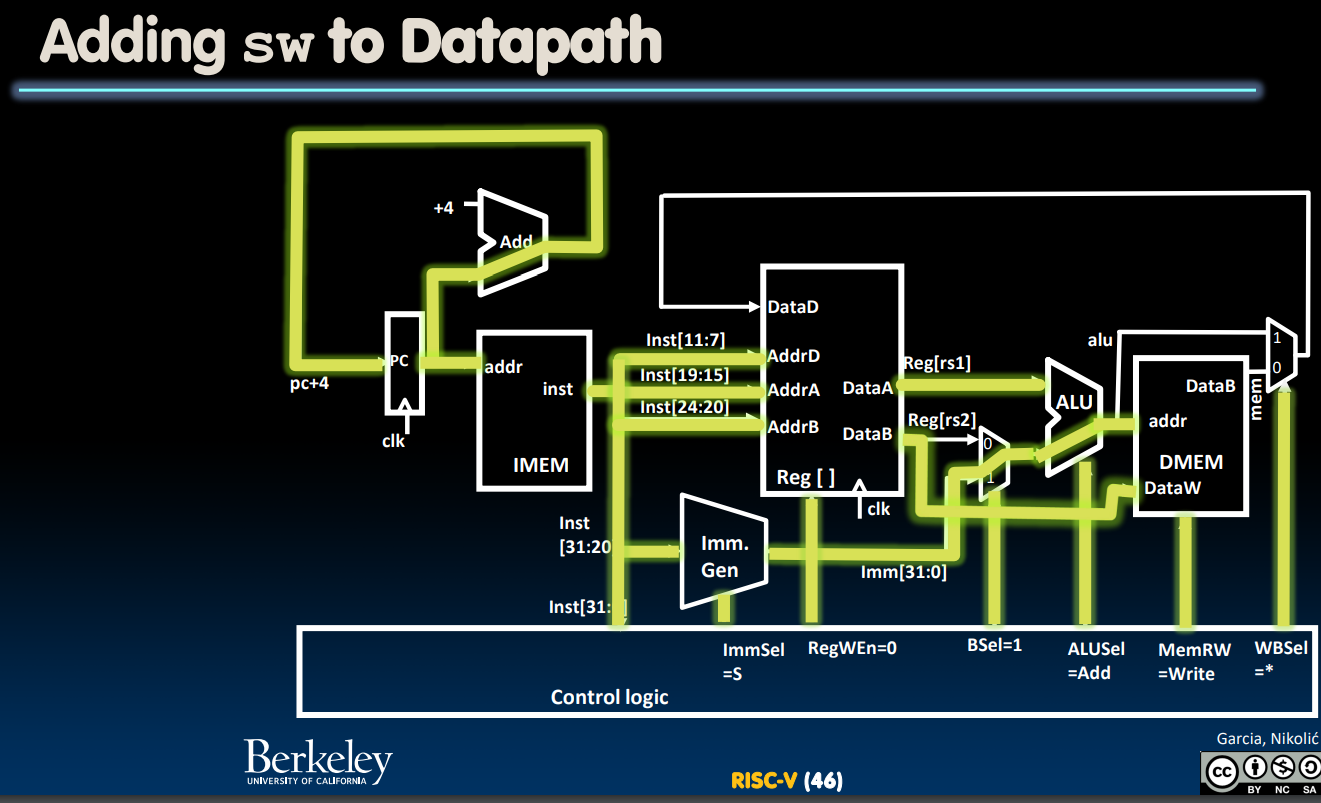 Adding sw to Datapath
+4
Add
pc+4
PC
clk
addr
inst
IMEM
Inst[11:7]
Inst[19:15]
Inst[24:20]
DataD
AddrD
AddrA
AddrB
DataA
DataB
Reg [ ]
clk
Reg[rs1]
Reg[rs2]
0
1
ALU
alu
DataB
addr
DMEM
DataW
mem
1
0
Inst
[31:20
Imm.
Gen
Imm[31:0]
Inst[31:
ImmSel
=S
RegWEn=0
BSel=1
ALUSel
=Add
MemRW
=Write
WBSel
=*
Control logic
Berkeley
UNIVERSITY OF CALIFORNIA
RISC-V (46)
Garcia, Nikolić
cc
BY NC SA